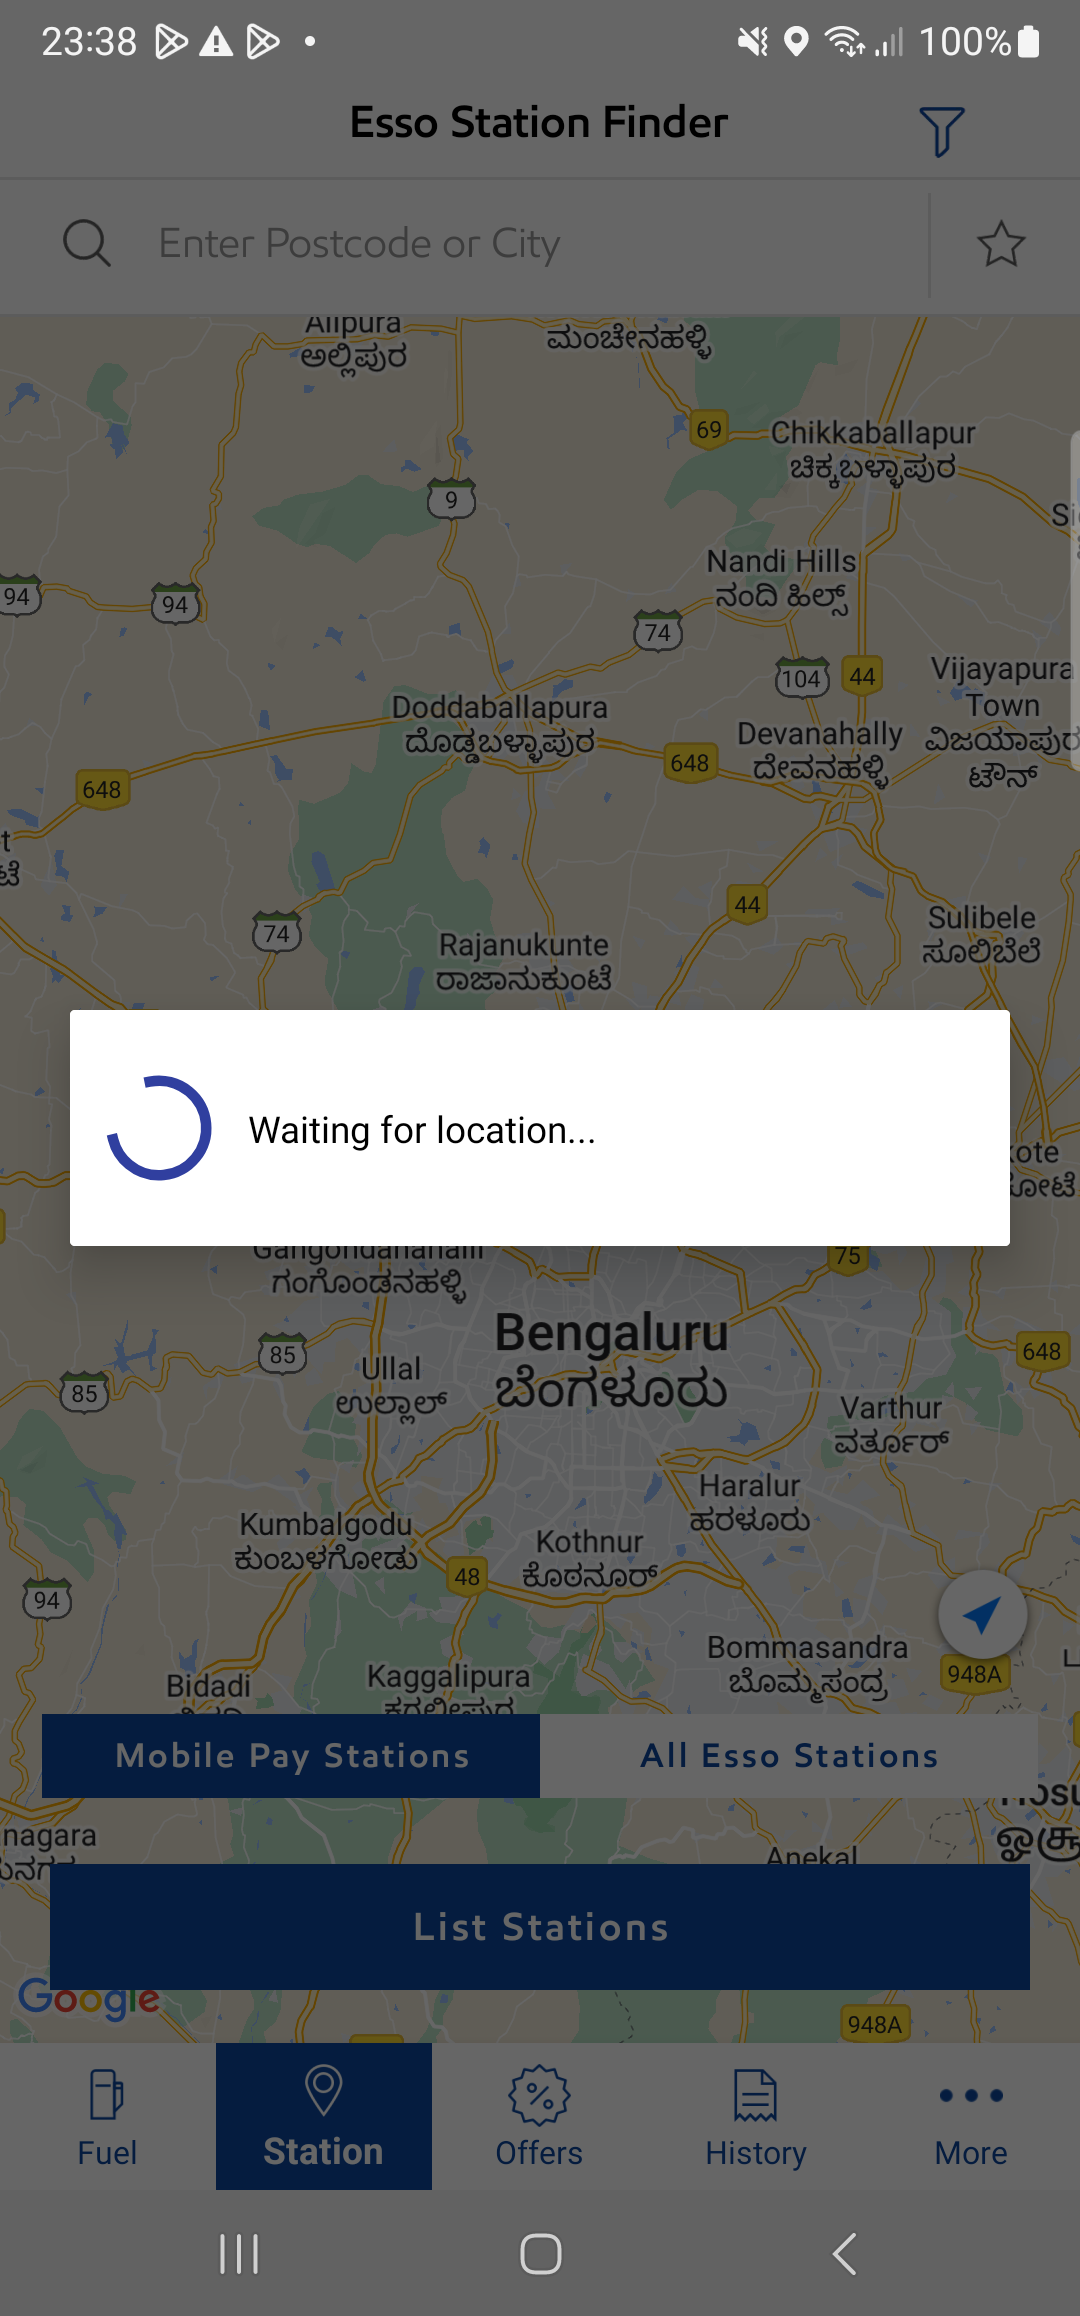 23:38
100%
Esso Station Finder
Enter Postcode or City
Alipura
ಅಲ್ಲಿಪುರ
ಮಂಚೇನಹಳ್ಳಿ
69
Chikkaballapur
ಚಿಕ್ಕಬಳ್ಳಾಪುರ
9
Nandi Hills
ನಂದಿ ಹಿಲ್ಸ್
94
94
74
104
44
Vijayapura
Town
ವಿಜಯಾಪುರ
ಟೌನ್
Doddaballapura
ದೊಡ್ಡಬಳ್ಳಾಪುರ
Devanahally
ದೇವನಹಳ್ಳಿ
648
648
44
74
Sulibele
ಸೂಲಿಬೆಲೆ
Rajanukunte
ರಾಜಾನುಕುಂಟೆ
Waiting for location...
Gangondanahalli
ಗಂಗೊಂಡನಹಳ್ಳಿ
75
Bengaluru
ಬೆಂಗಳೂರು
85
648
85
Ullal
ಉಲ್ಲಾಲ್
Varthur
ವರ್ತೂರ್
Haralur
ಹರಳೂರು
Kumbalgodu
ಕುಂಬಳಗೋಡು
Kothnur
ಕೊಠನೂರ್
48
94
Bommasandra
ಬೊಮ್ಮಸಂದ್ರ
948A
Bidadi
Kaggalipura
ಕಗ್ಗಲೀಪುರ
Mobile Pay Stations
All Esso Stations
nagara
Anekal
List Stations
Google
948A
Fuel
Station
Offers
History
More